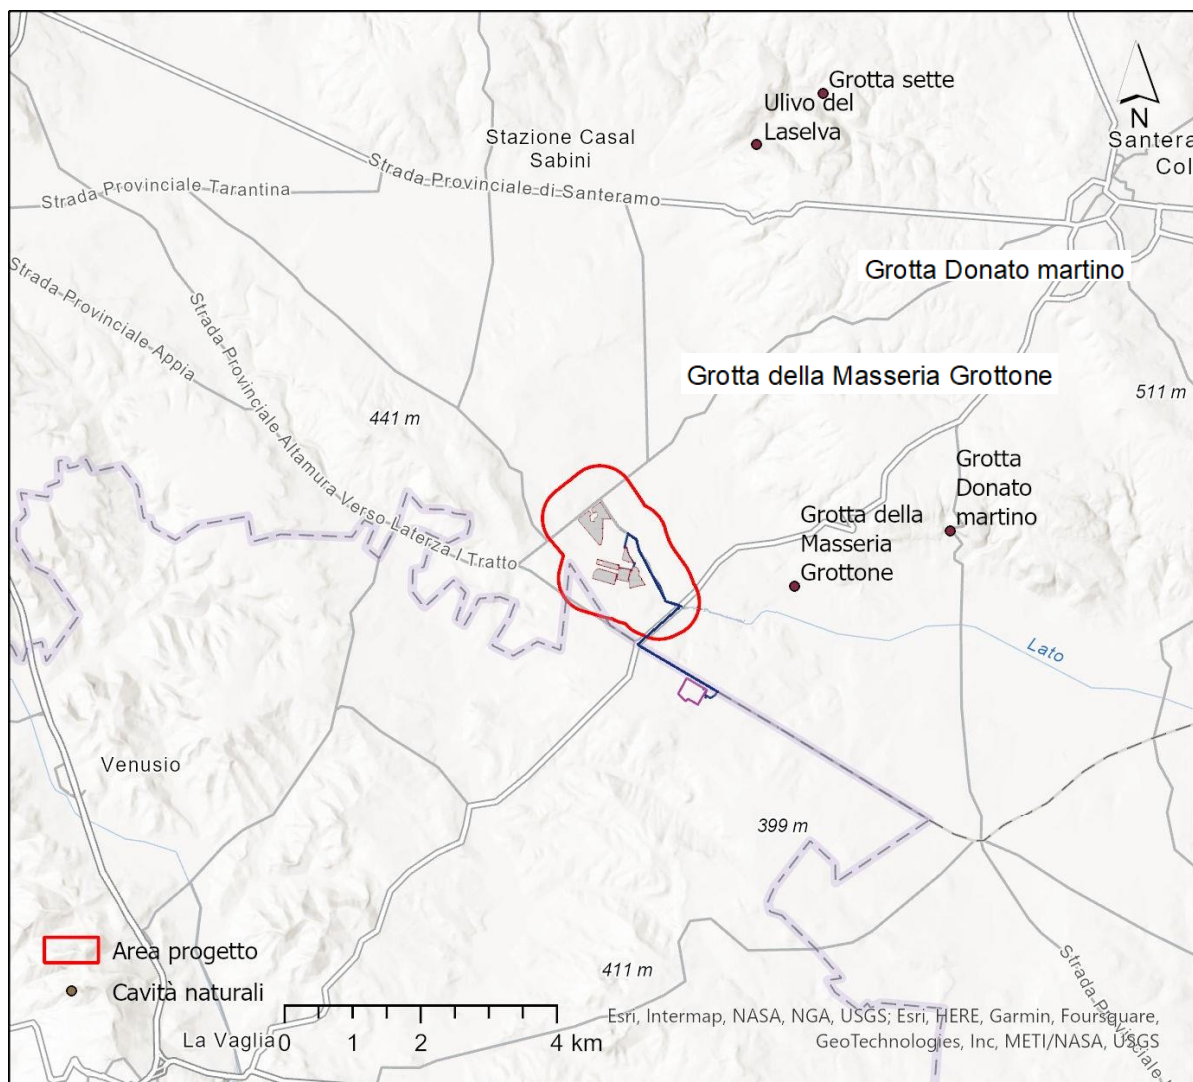 Grotta sette
Ulivo del
Laselva
N
Stazione Casal
Sabini
Santera
Col
Strada Provinciale Tarantina
Strada Provinciale di Santeramo
Strada Provinciale Appia
Strada Provinciale Altamura Verso Laterza I Tratto
Grotta Donato martino
Grotta della Masseria Grottone
511 m
441 m
Grotta
Donato
martino
Grotta della
Masseria
Grottone
Lato
Venusio
399 m
411 m
Strada Provinciale
Area progetto
Cavità naturali
La Vaglia
0 1 2 4 km
Esri, Intermap, NASA, NGA, USGS; Esri, HERE, Garmin, Foursquare,
GeoTechnologies, Inc, METI/NASA, USGS